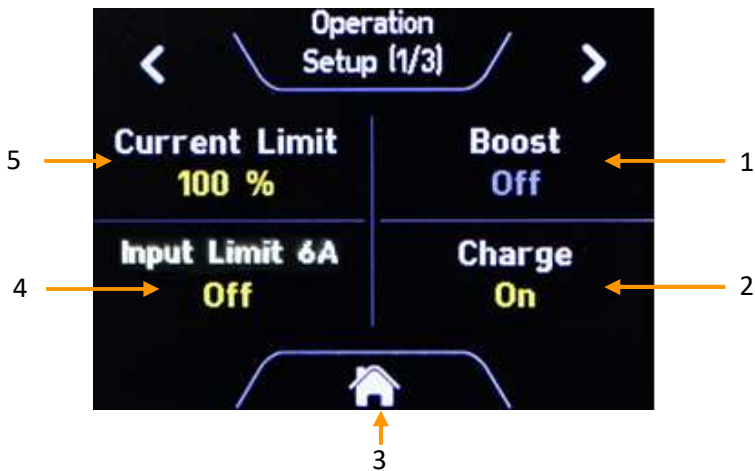 Operation
Setup (1/3)
Current Limit
100 %
Boost
Off
Input Limit 6A
Off
Charge
On
5
1
4
2
3